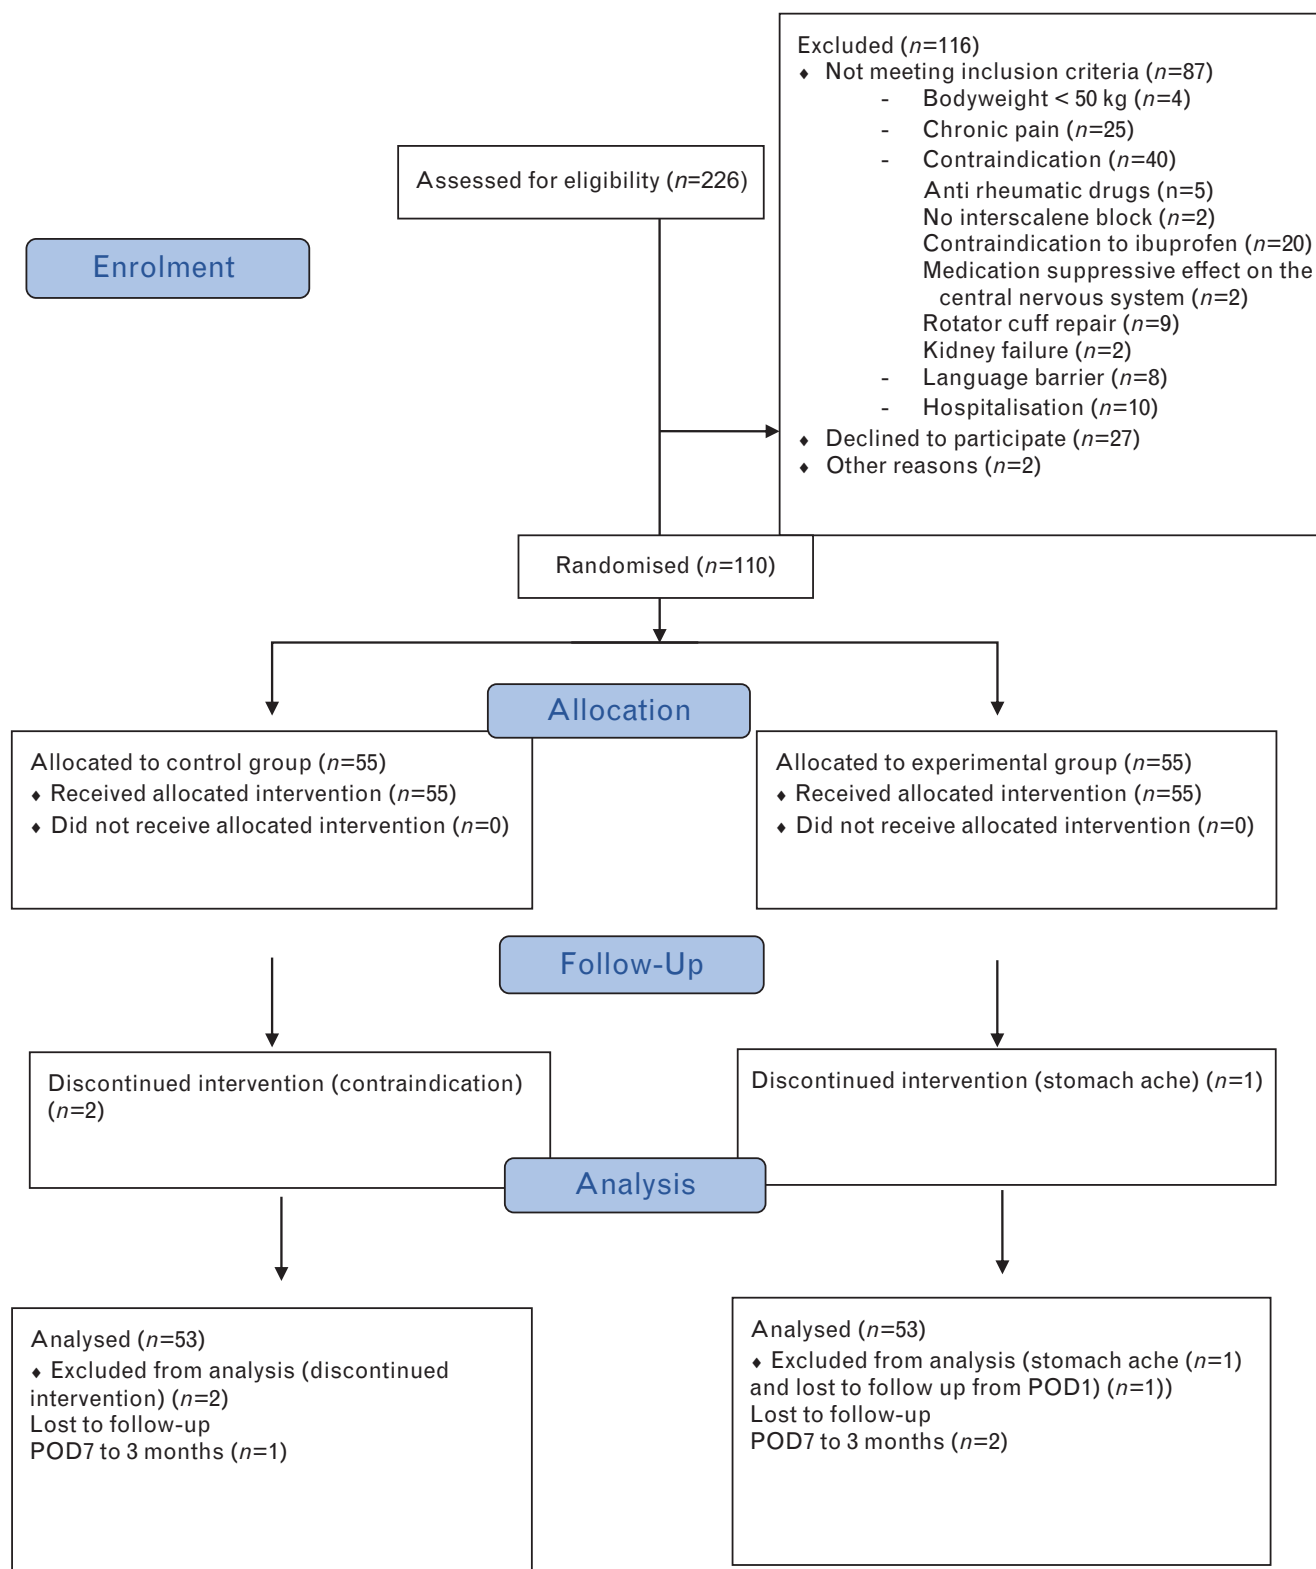 Excluded (n=116)
♦ Not meeting inclusion criteria (n=87)
- Bodyweight < 50 kg (n=4)
- Chronic pain (n=25)
- Contraindication (n=40)
Anti rheumatic drugs (n=5)
No interscalene block (n=2)
Contraindication to ibuprofen (n=20)
Medication suppressive effect on the
central nervous system (n=2)
Rotator cuff repair (n=9)
Kidney failure (n=2)
- Language barrier (n=8)
- Hospitalisation (n=10)
♦ Declined to participate (n=27)
♦ Other reasons (n=2)
Assessed for eligibility (n=226)
Enrolment
Randomised (n=110)
Allocation
Allocated to control group (n=55)
♦ Received allocated intervention (n=55)
♦ Did not receive allocated intervention (n=0)
Allocated to experimental group (n=55)
♦ Received allocated intervention (n=55)
♦ Did not receive allocated intervention (n=0)
Follow-Up
Discontinued intervention (contraindication)
(n=2)
Discontinued intervention (stomach ache) (n=1)
Analysis
Analysed (n=53)
♦ Excluded from analysis (discontinued
intervention) (n=2)
Lost to follow-up
POD7 to 3 months (n=1)
Analysed (n=53)
♦ Excluded from analysis (stomach ache (n=1)
and lost to follow up from POD1) (n=1))
Lost to follow-up
POD7 to 3 months (n=2)